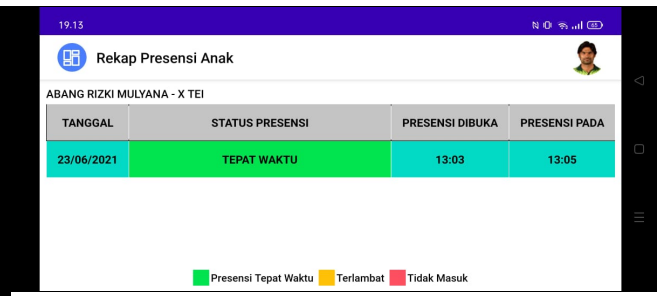 19.13
Rekap Presensi Anak
ABANG RIZKI MULYANA - X TEI
TANGGAL STATUS PRESENSI PRESENSI DIBUKA PRESENSI PADA
23/06/2021 TEPAT WAKTU 13:03 13:05
Presensi Tepat Waktu Terlambat Tidak Masuk